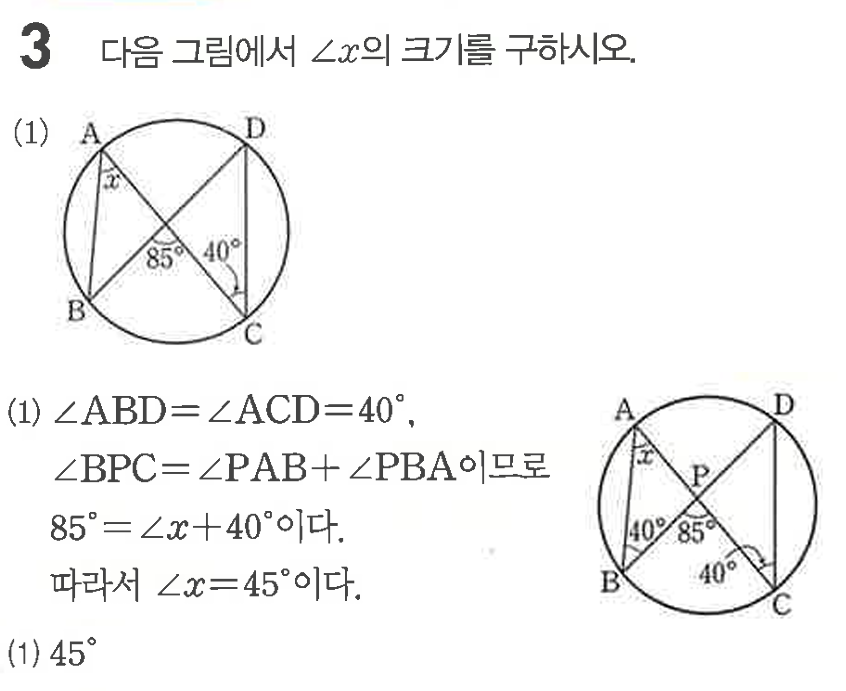 3 다음 그림에서 ∠x의 크기를 구하시오.
(1)
A
D
x
85°
40°
B
C
(1) ∠ABD=∠ACD=40°,
∠BPC=∠PAB+∠PBA이므로
85°=∠x+40°이다.
따라서 ∠x=45°이다.
A
D
x
P
40°
85°
40°
B
C
(1) 45°